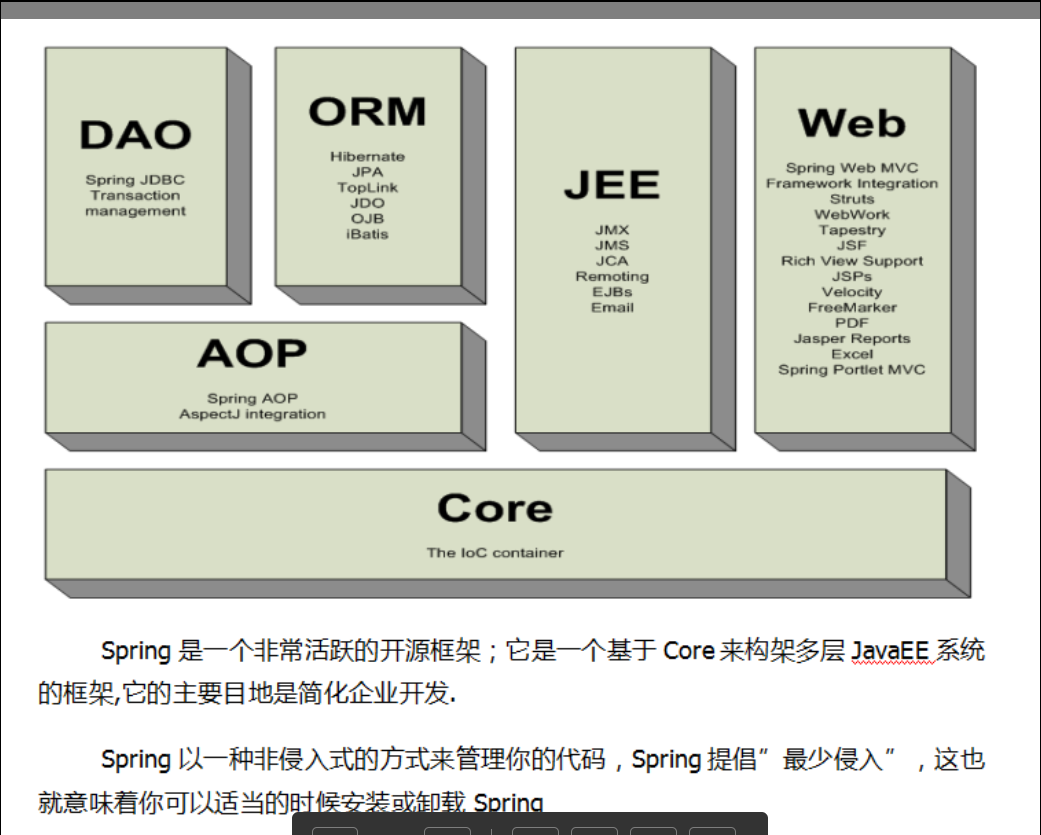 DAO
Spring JDBC
Transaction
management
ORM
Hibernate
JPA
TopLink
JDO
OJB
iBatis
JEE
JMX
JMS
JCA
Remoting
EJBs
Email
Web
Spring Web MVC
Framework Integration
Struts
WebWork
Tapestry
JSF
Rich View Support
JSPs
Velocity
FreeMarker
PDF
Jasper Reports
Excel
Spring Portlet MVC
AOP
Spring AOP
AspectJ integration
Core
The IoC container
Spring 是一个非常活跃的开源框架；它是一个基于 Core 来构架多层 JavaEE 系统
的框架,它的主要目地是简化企业开发.
Spring 以一种非侵入式的方式来管理你的代码，Spring 提倡”最少侵入”，这也
就意味着你可以适当的时候安装或卸载 Spring